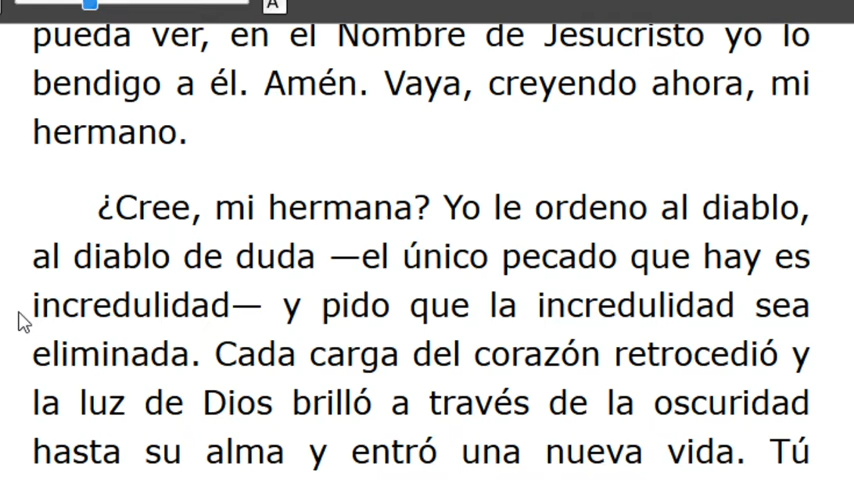 A
pueda ver, en el Nombre de Jesucristo yo lo
bendigo a él. Amén. Vaya, creyendo ahora, mi
hermano.
¿Cree, mi hermana? Yo le ordeno al diablo,
al diablo de duda —el único pecado que hay es
incredulidad— y pido que la incredulidad sea
eliminada. Cada carga del corazón retrocedió y
la luz de Dios brilló a través de la oscuridad
hasta su alma y entró una nueva vida. Tú